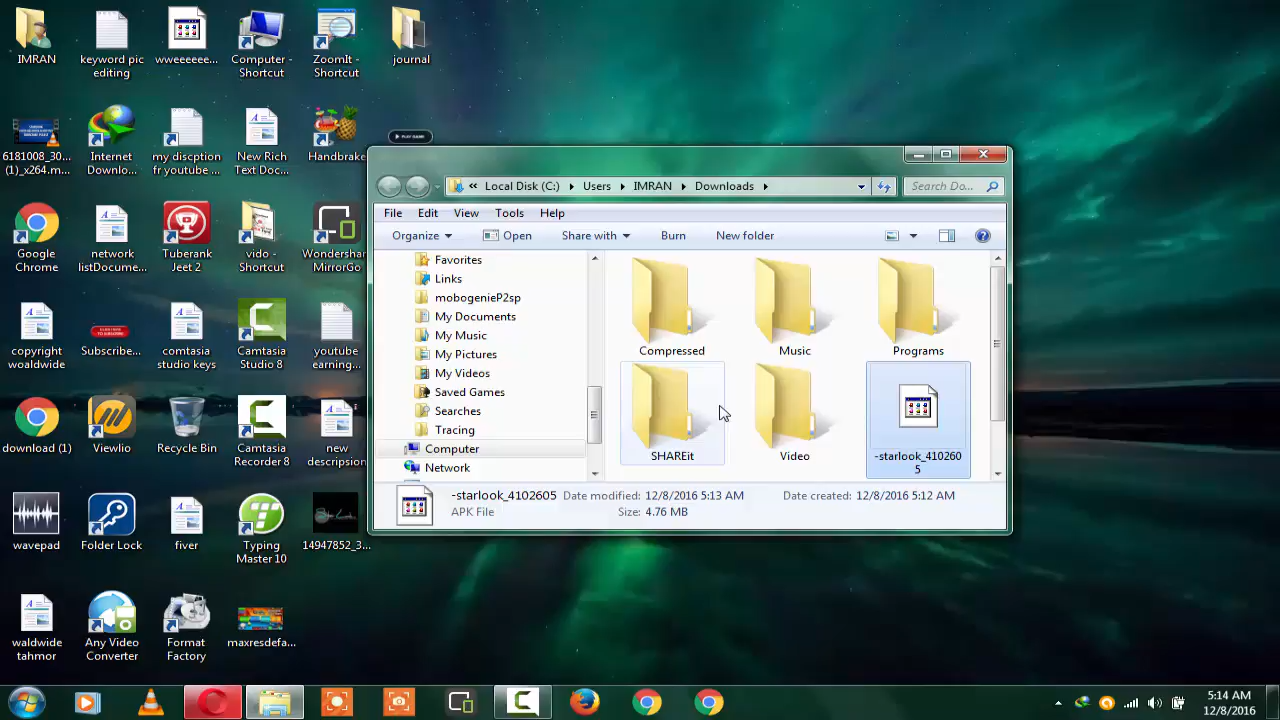 IMRAN
keyword pic
editing
wweeeeee...
Computer -
Shortcut
ZoomIt -
Shortcut
journal
6181008_30...
(1)_x264.m...
Internet
Downlo...
my discption
fr youtube ...
New Rich
Text Doc...
Handbrake
PLAY GAME
Google
Chrome
network
listDocume...
Tuberank
Jeet 2
vido -
Shortcut
Wondershar
MirrorGo
copyright
woaldwide
Subscribe...
comtasia
studio keys
Camtasia
Studio 8
youtube
earning...
download (1)
Viewlio
Recycle Bin
Camtasia
Recorder 8
new
descripsion
wavepad
Folder Lock
fiver
Typing
Master 10
14947852_3...
waldwide
tahmor
Any Video
Converter
Format
Factory
maxresdefa...
« Local Disk (C:) Users IMRAN Downloads
Search Do...
File Edit View Tools Help
Organize Open Share with Burn New folder
Favorites
Links
mobogenieP2sp
My Documents
My Music
My Pictures
My Videos
Saved Games
Searches
Tracing
Computer
Network
Compressed
Music
Programs
SHAREit
Video
-starlook_410260
5
-starlook_4102605 Date modified: 12/8/2016 5:13 AM Date created: 12/8/2016 5:12 AM
APK File Size: 4.76 MB
5:14 AM
12/8/2016